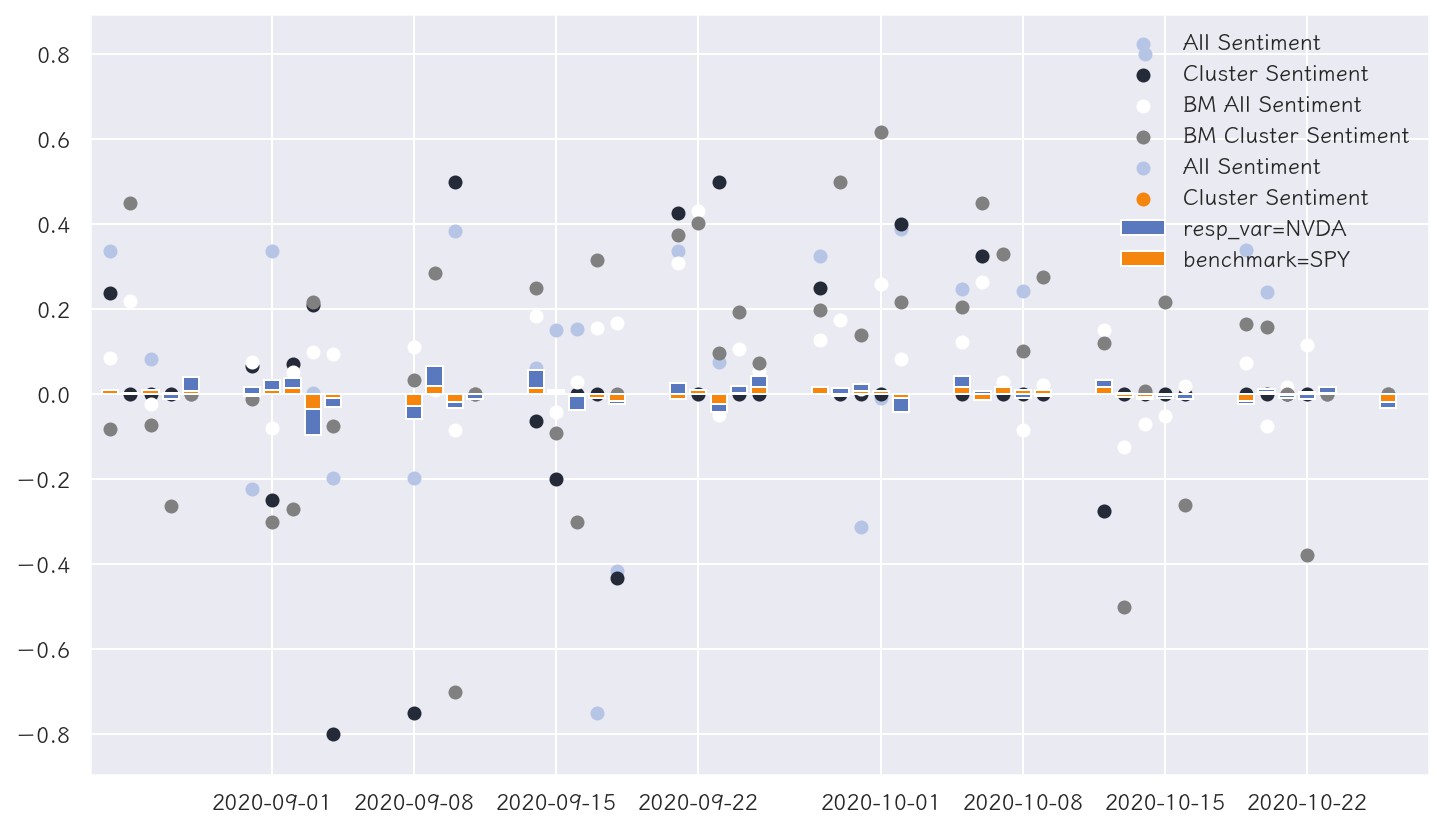 0.8
0.6
0.4
0.2
0.0
−0.2
−0.4
−0.6
−0.8
All Sentiment
Cluster Sentiment
BM All Sentiment
BM Cluster Sentiment
All Sentiment
Cluster Sentiment
resp_var=NVDA
benchmark=SPY
2020-09-01 2020-09-08 2020-09-15 2020-09-22 2020-10-01 2020-10-08 2020-10-15 2020-10-22